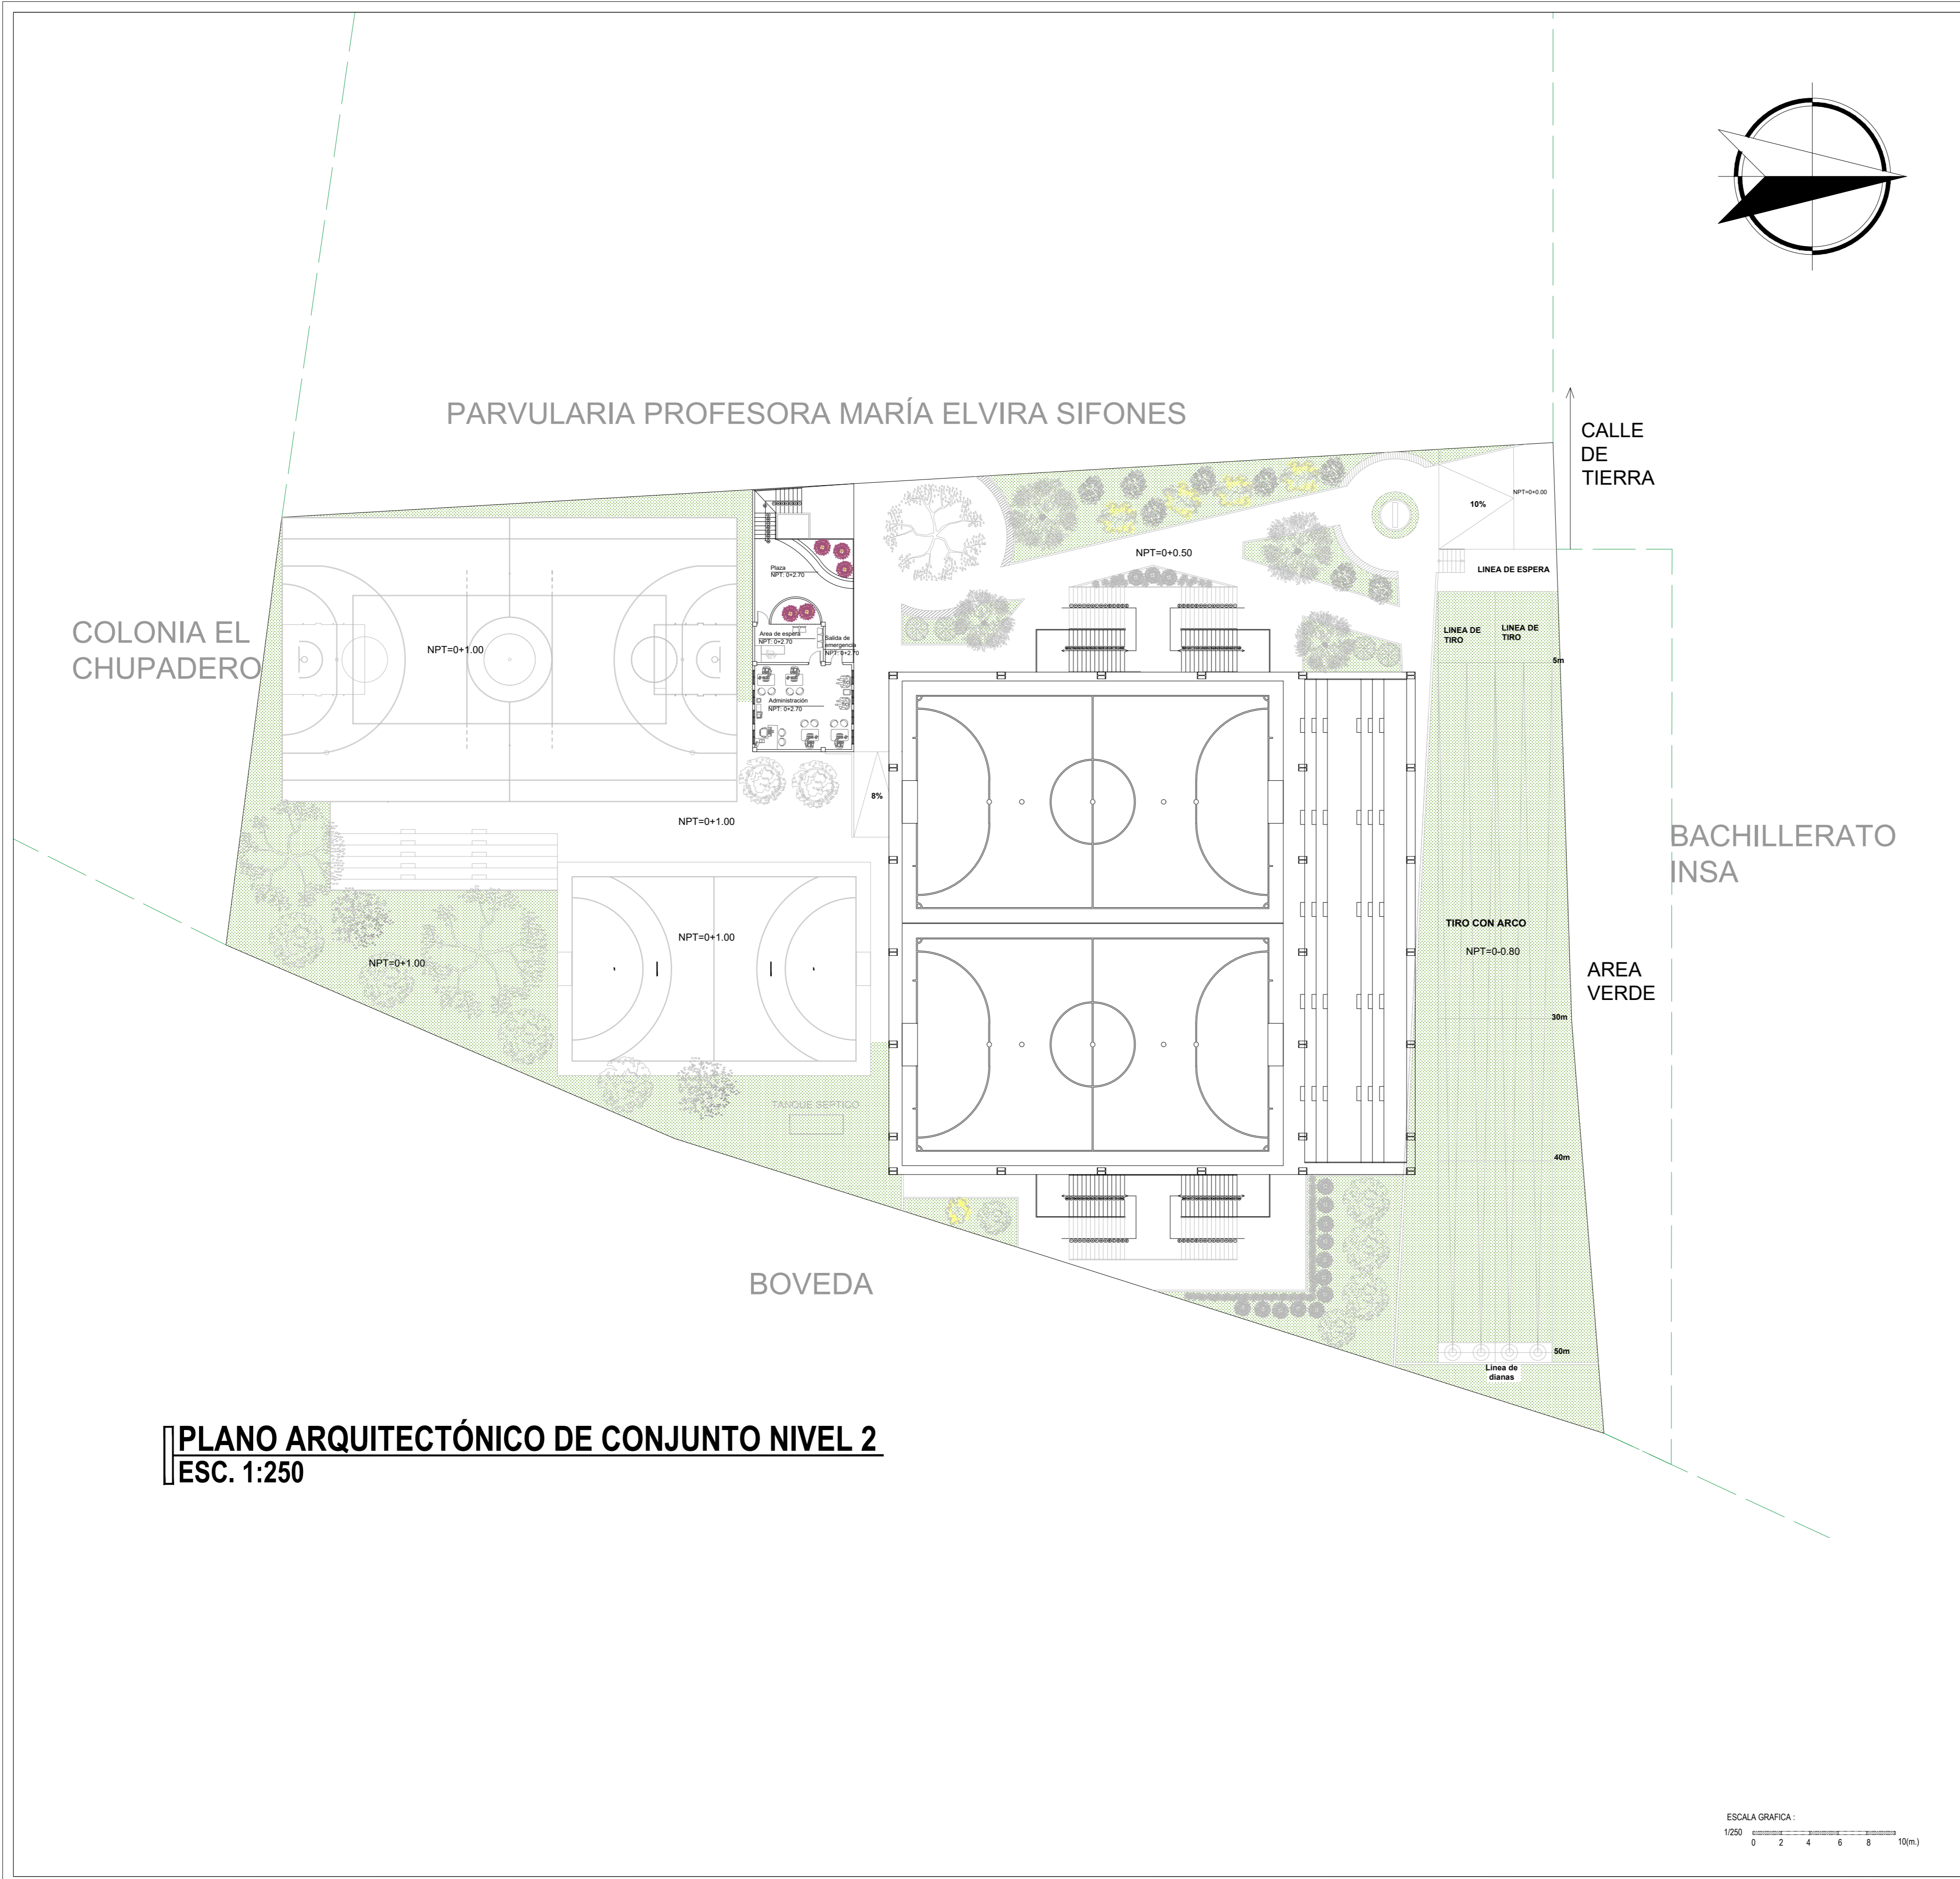 PARVULARIA PROFESORA MARÍA ELVIRA SIFONES
CALLE
DE
TIERRA
NPT=0+0.00
10%
NPT=0+0.50
LINEA DE ESPERA
Plaza
NPT: 0+2.70
COLONIA EL
CHUPADERO
NPT=0+1.00
Area de espera
NPT: 0+2.70
Salida de
emergencia
NPT: 0+2.70
LINEA DE
TIRO
LINEA DE
TIRO
5m
Administración
NPT: 0+2.70
8%
NPT=0+1.00
BACHILLERATO
INSA
NPT=0+1.00
NPT=0+1.00
TIRO CON ARCO
NPT=0-0.80
AREA
VERDE
30m
TANQUE SEPTICO
40m
BOVEDA
50m
Linea de
dianas
PLANO ARQUITECTÓNICO DE CONJUNTO NIVEL 2
ESC. 1:250
ESCALA GRAFICA :
1/250
0 2 4 6 8 10(m.)